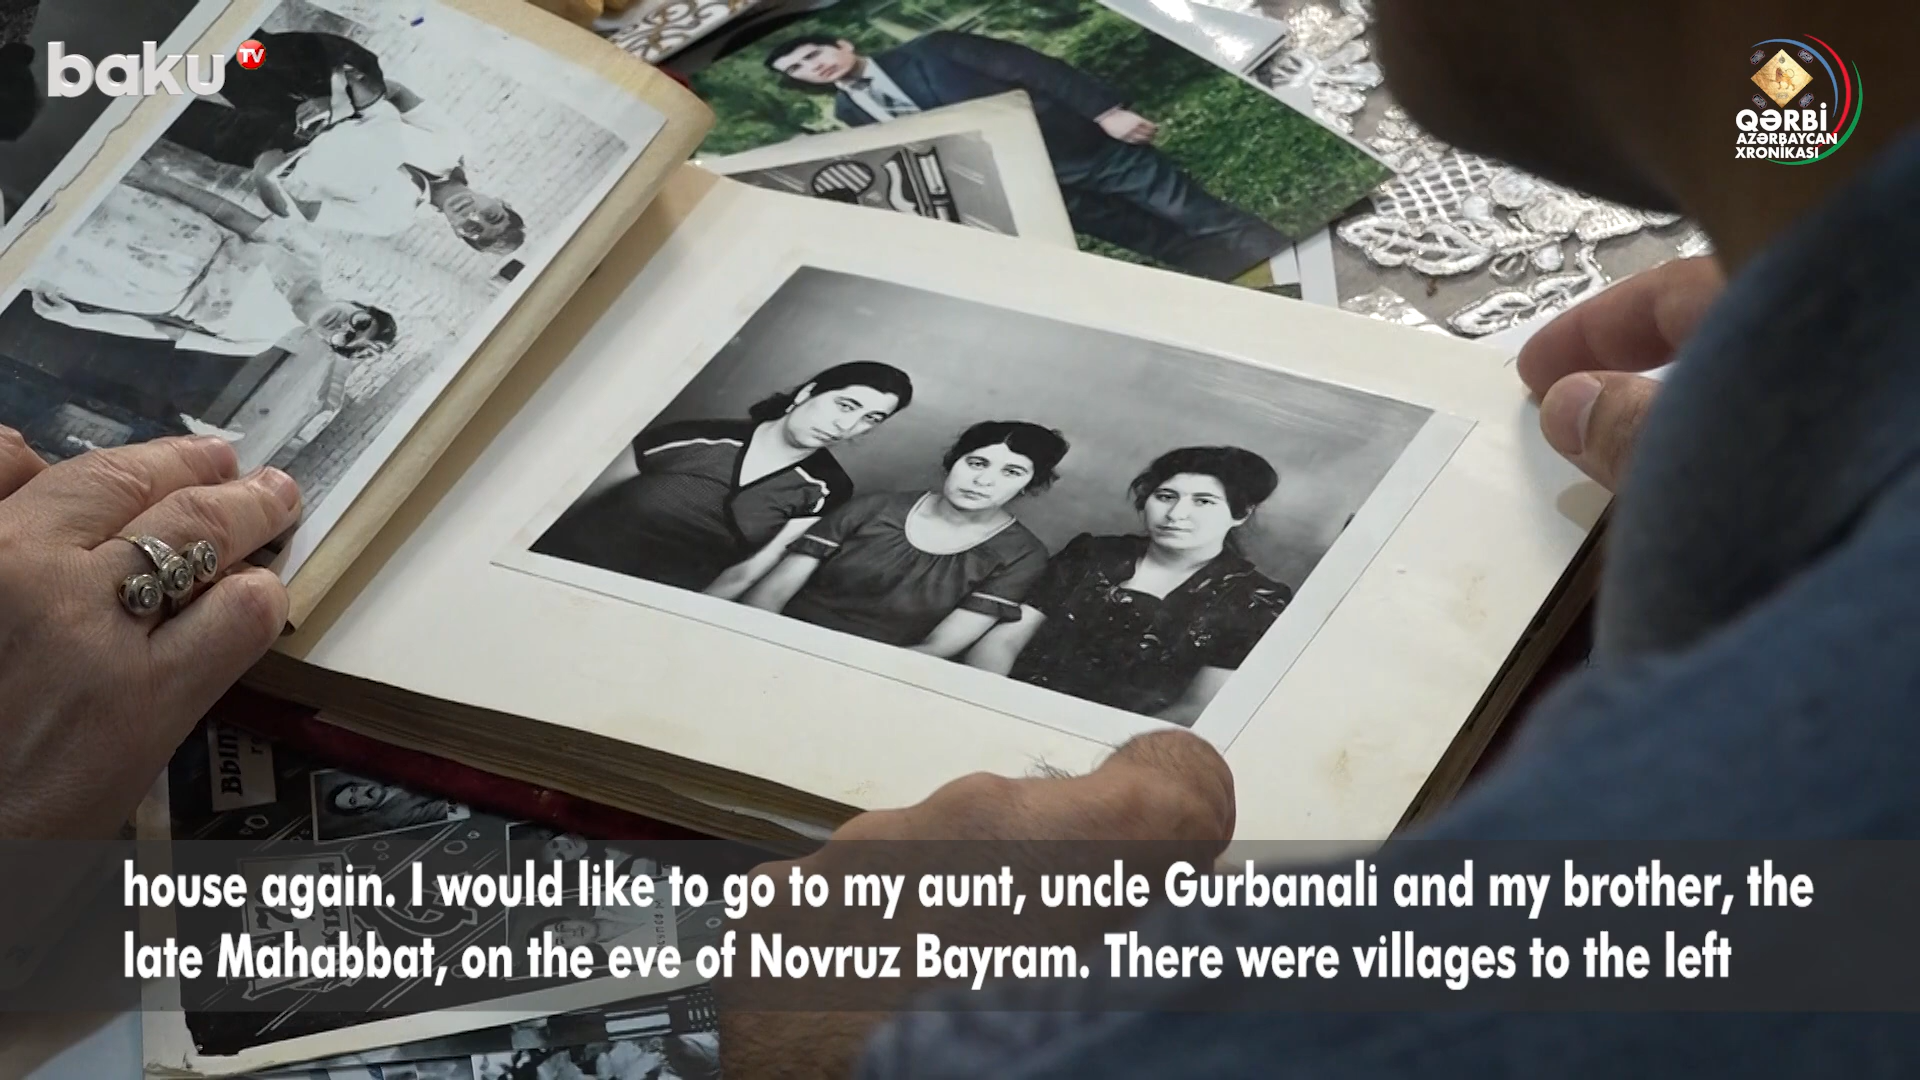 baku TV
QƏRBİ
AZƏRBAYCAN
XRONİKASI
house again. I would like to go to my aunt, uncle Gurbanali and my brother, the
late Mahabbat, on the eve of Novruz Bayram. There were villages to the left